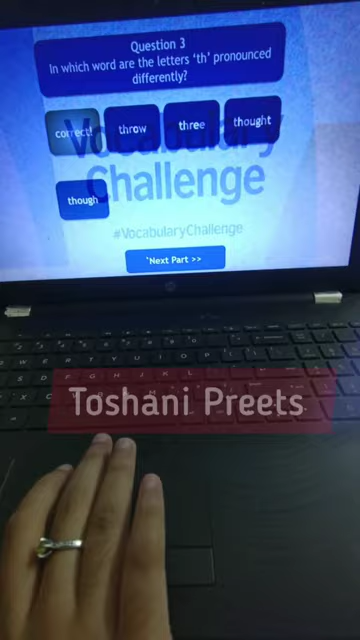 Question 3
In which word are the letters 'th' pronounced
differently?
correct!
throw
three
thought
though
Vocabulary
Challenge
#VocabularyChallenge
"Next Part >>
Toshani Preets